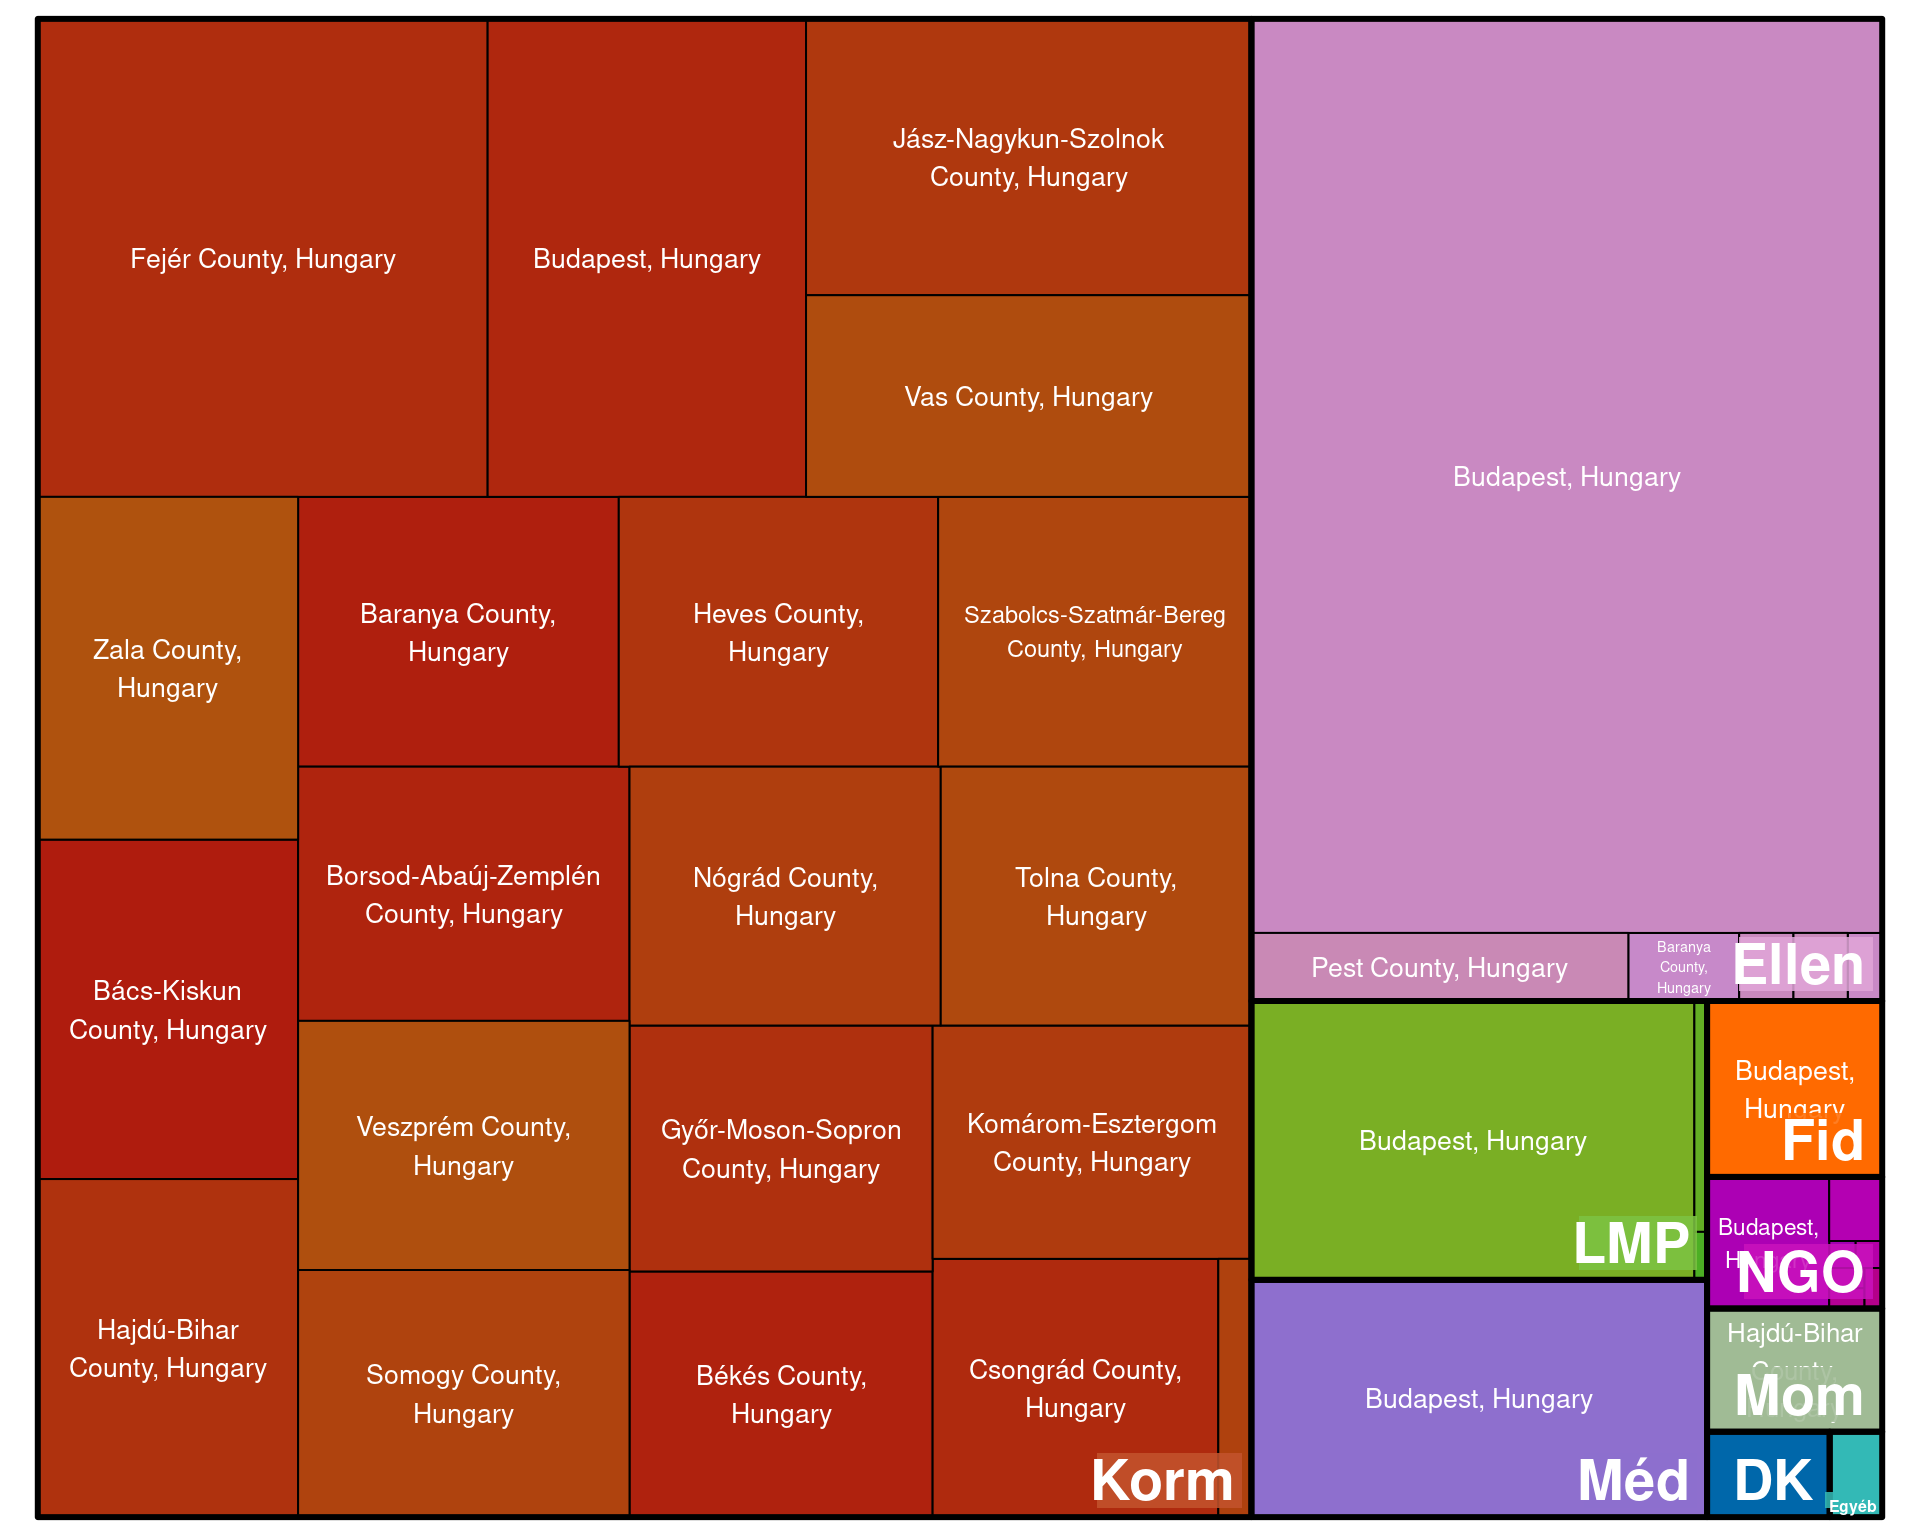 Fejér County, Hungary
Budapest, Hungary
Jász-Nagykun-Szolnok
County, Hungary
Vas County, Hungary
Zala County,
Hungary
Baranya County,
Hungary
Heves County,
Hungary
Szabolcs-Szatmár-Bereg
County, Hungary
Bács-Kiskun
County, Hungary
Borsod-Abaúj-Zemplén
County, Hungary
Nógrád County,
Hungary
Tolna County,
Hungary
Veszprém County,
Hungary
Győr-Moson-Sopron
County, Hungary
Komárom-Esztergom
County, Hungary
Hajdú-Bihar
County, Hungary
Somogy County,
Hungary
Békés County,
Hungary
Csongrád County,
Hungary
Korm
Budapest, Hungary
Pest County, Hungary
Baranya
County,
Hungary
Ellen
Budapest, Hungary
LMP
Budapest,
Hungary
Fid
Budapest,
NGO
Budapest, Hungary
Méd
Hajdú-Bihar
County,
Mom
DK
Egyéb